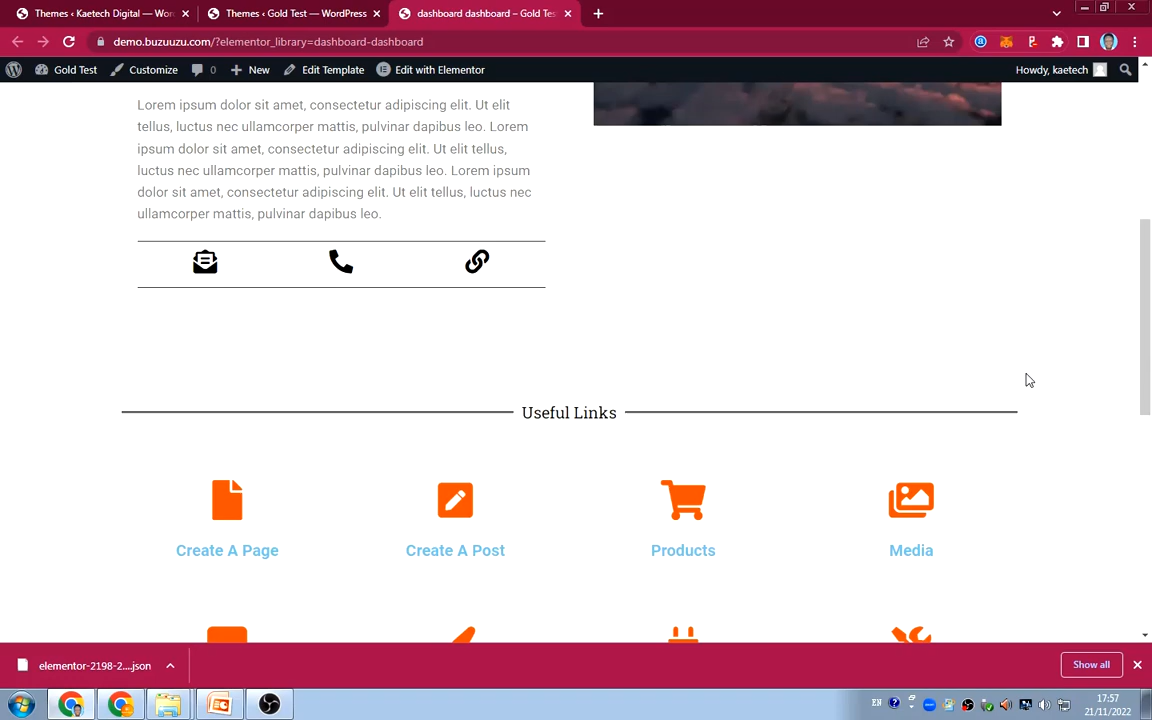 Themes ‹ Kaetech Digital — Wor
Themes ‹ Gold Test — WordPress
dashboard dashboard – Gold Tes
demo.buzuuzu.com/?elementor_library=dashboard-dashboard
Gold Test
Customize
0
New
Edit Template
Edit with Elementor
Howdy, kaetech
Lorem ipsum dolor sit amet, consectetur adipiscing elit. Ut elit
tellus, luctus nec ullamcorper mattis, pulvinar dapibus leo. Lorem
ipsum dolor sit amet, consectetur adipiscing elit. Ut elit tellus,
luctus nec ullamcorper mattis, pulvinar dapibus leo. Lorem ipsum
dolor sit amet, consectetur adipiscing elit. Ut elit tellus, luctus nec
ullamcorper mattis, pulvinar dapibus leo.
Useful Links
Create A Page
Create A Post
Products
Media
elementor-2198-2....json
Show all
EN
17:57
21/11/2022